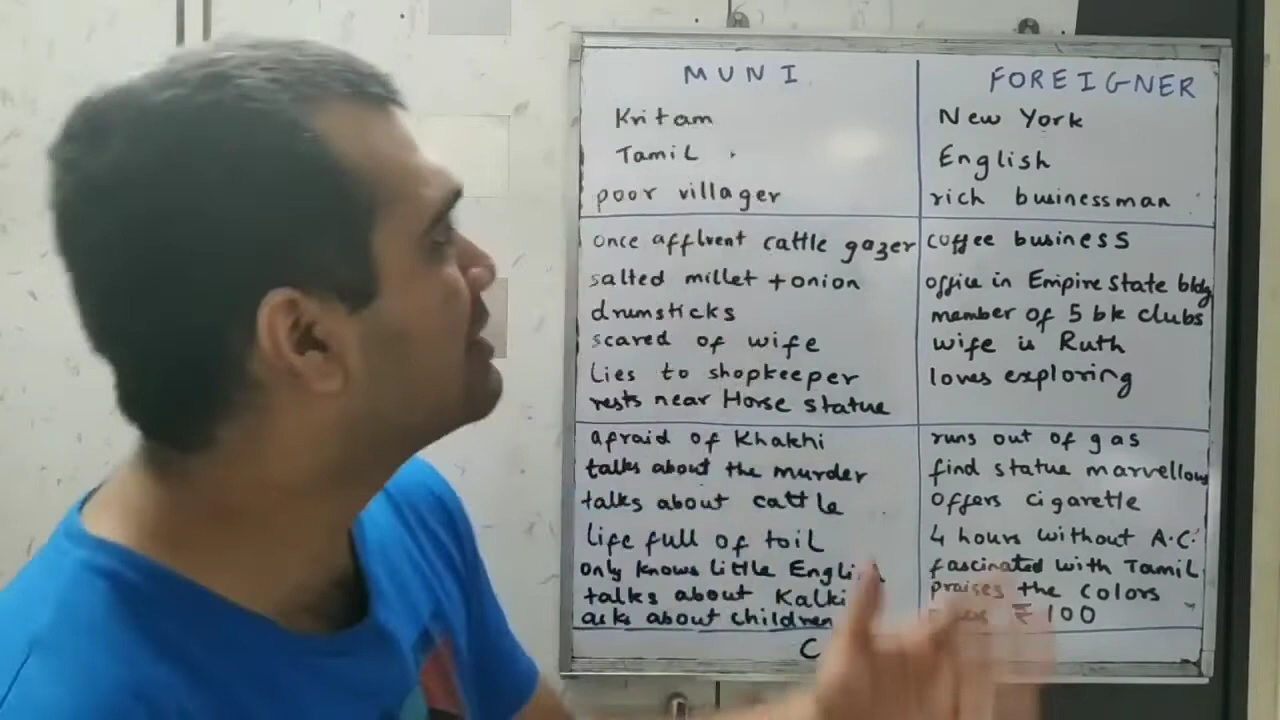 MUNI
Kritam
Tamil
poor villager
once affluent cattle gazer
salted millet + onion
drumsticks
scared of wife
lies to shopkeeper
rests near Horse statue
afraid of Khakhi
talks about the murder
talks about cattle
life full of toil
only knows little
talks about Kalki
asks about children
FOREIGNER
New York
English
rich businessman
coffee business
office in Empire State bldg
member of 5 bk clubs
wife is Ruth
loves exploring
runs out of gas
find statue marvellous
offers cigarette
4 hours without A.C.
fascinated with Tamil
praises the colors
₹ 100
C